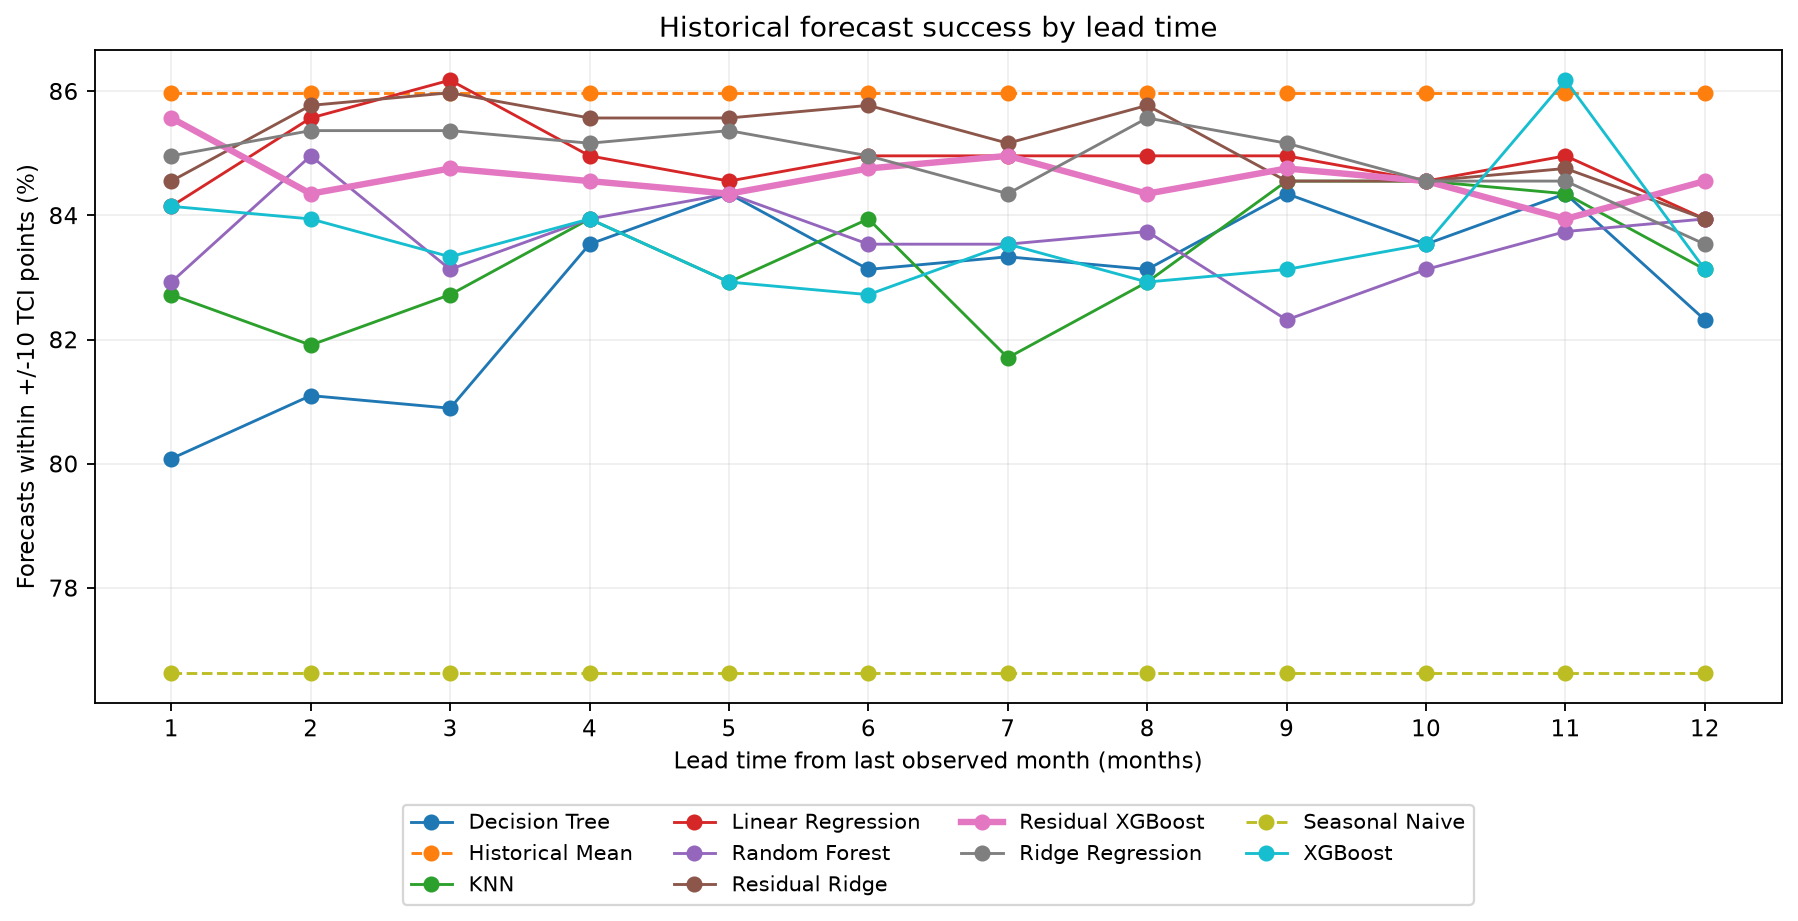 Historical forecast success by lead time
Forecasts within +/-10 TCI points (%)
86
84
82
80
78
1 2 3 4 5 6 7 8 9 10 11 12
Lead time from last observed month (months)
Decision Tree
Historical Mean
KNN
Linear Regression
Random Forest
Residual Ridge
Residual XGBoost
Ridge Regression
Seasonal Naive
XGBoost